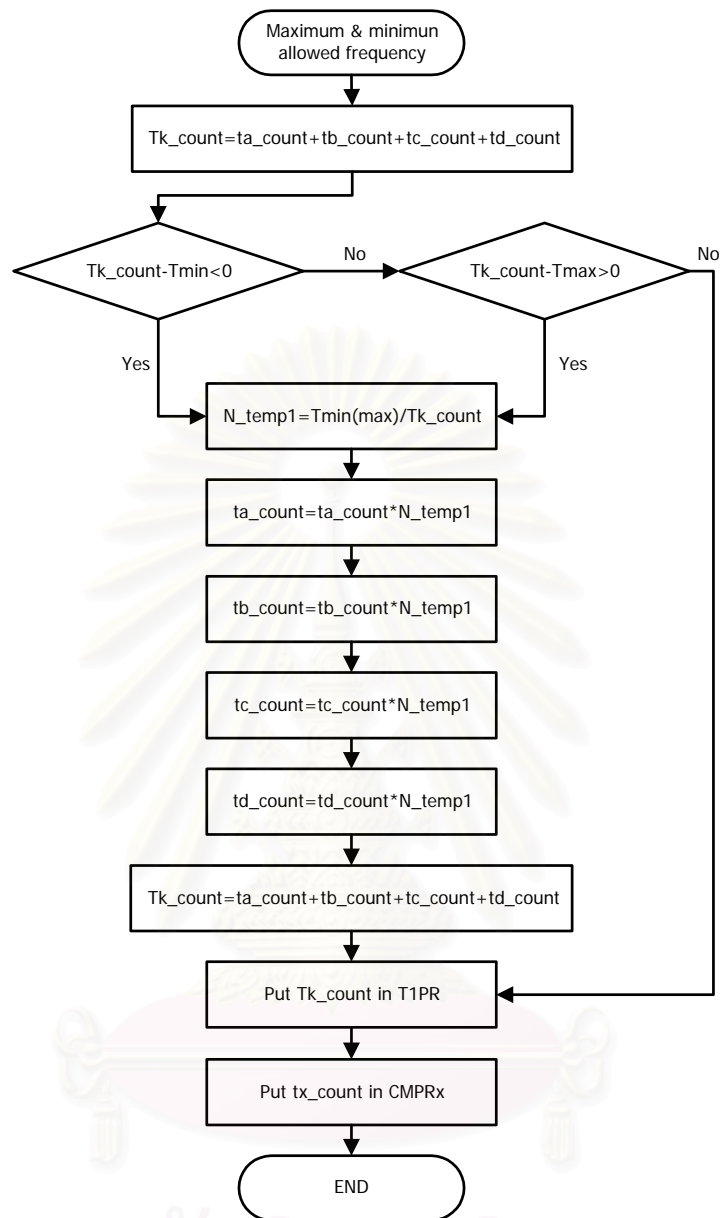 Maximum & minimun
allowed frequency
Tk_count=ta_count+tb_count+tc_count+td_count
Tk_count-Tmin<0
No
Tk_count-Tmax>0
No
Yes
Yes
N_temp1=Tmin(max)/Tk_count
ta_count=ta_count*N_temp1
tb_count=tb_count*N_temp1
tc_count=tc_count*N_temp1
td_count=td_count*N_temp1
Tk_count=ta_count+tb_count+tc_count+td_count
Put Tk_count in T1PR
Put tx_count in CMPRx
END